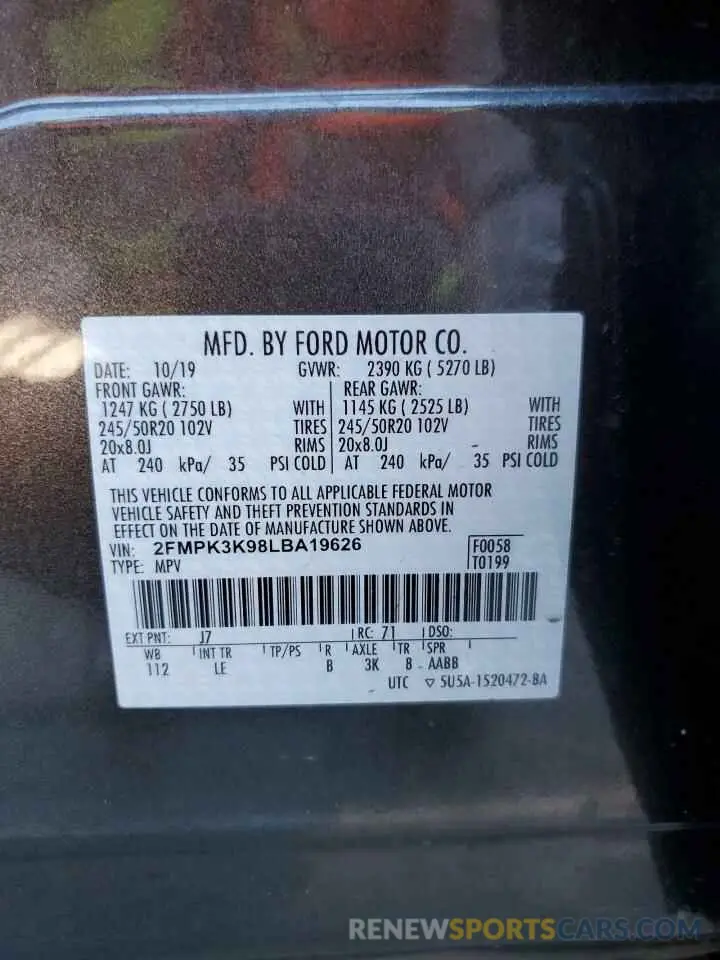 MFD. BY FORD MOTOR CO.
DATE: 10/19 GVWR: 2390 KG ( 5270 LB)
FRONT GAWR: REAR GAWR:
1247 KG ( 2750 LB) WITH 1145 KG ( 2525 LB) WITH
245/50R20 102V TIRES 245/50R20 102V TIRES
20x8.0J RIMS 20x8.0J - RIMS
AT 240 kPa/ 35 PSI COLD AT 240 kPa/ 35 PSI COLD
THIS VEHICLE CONFORMS TO ALL APPLICABLE FEDERAL MOTOR
VEHICLE SAFETY AND THEFT PREVENTION STANDARDS IN
EFFECT ON THE DATE OF MANUFACTURE SHOWN ABOVE.
VIN: 2FMPK3K98LBA19626 F0058
TYPE: MPV T0199
EXT PNT: J7 RC: 71 DSO:
WB INT TR TP/PS R AXLE TR SPR
112 LE B 3K B AABB
UTC ▽ 5U5A-1520472-BA
RENEWSPORTSCARS.COM